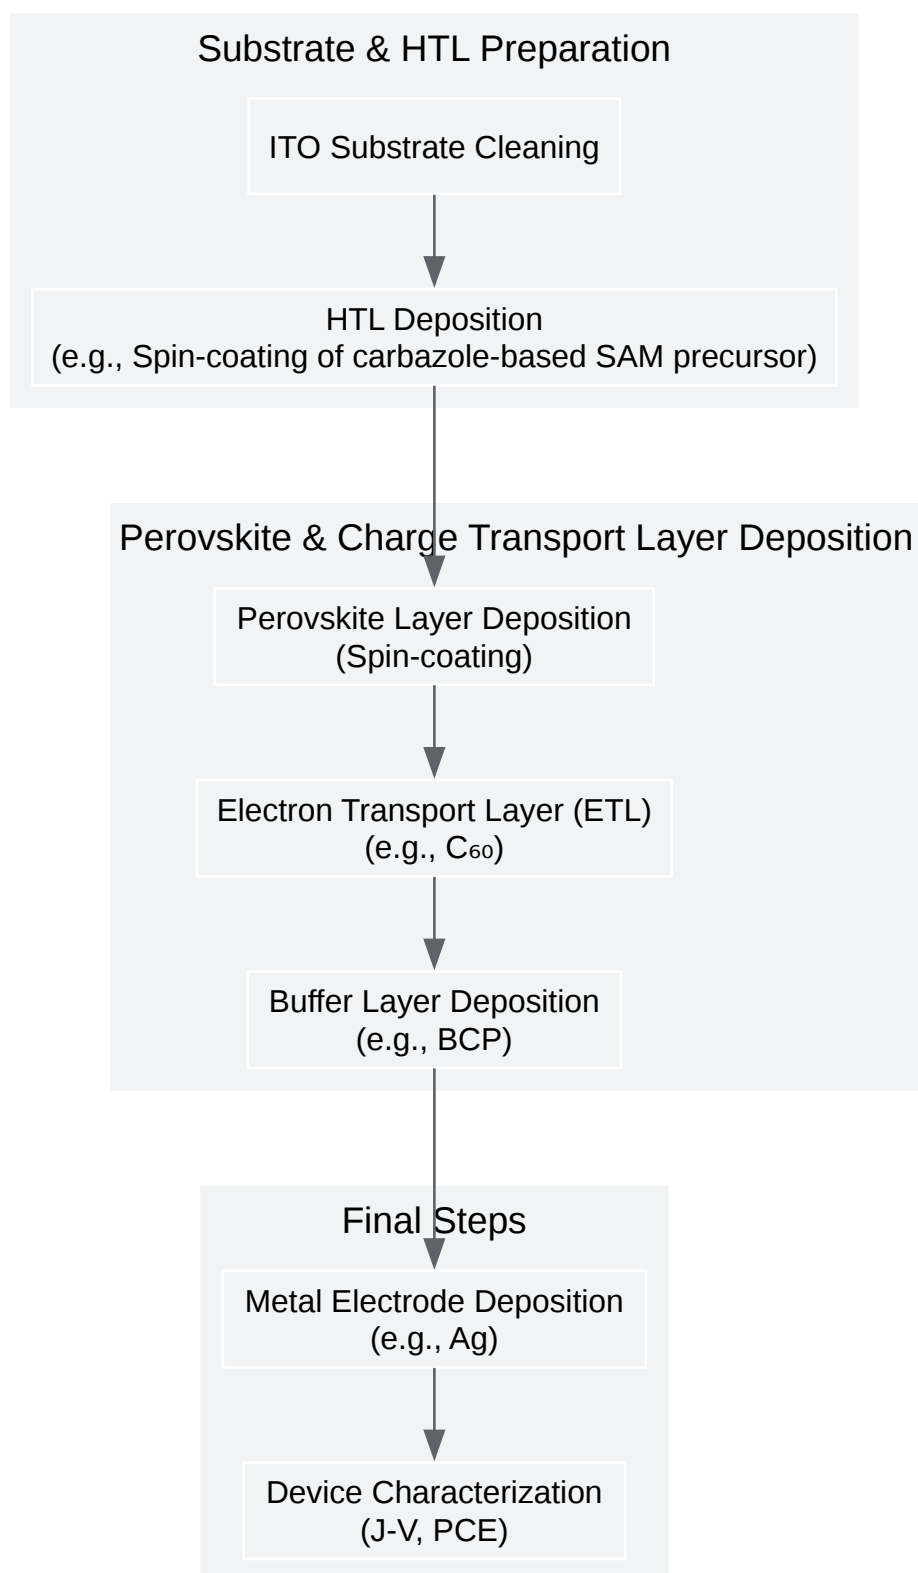 Substrate & HTL Preparation
ITO Substrate Cleaning
HTL Deposition
(e.g., Spin-coating of carbazole-based SAM precursor)
Perovskite & Charge Transport Layer Deposition
Perovskite Layer Deposition
(Spin-coating)
Electron Transport Layer (ETL)
(e.g., C₆₀)
Buffer Layer Deposition
(e.g., BCP)
Final Steps
Metal Electrode Deposition
(e.g., Ag)
Device Characterization
(J-V, PCE)